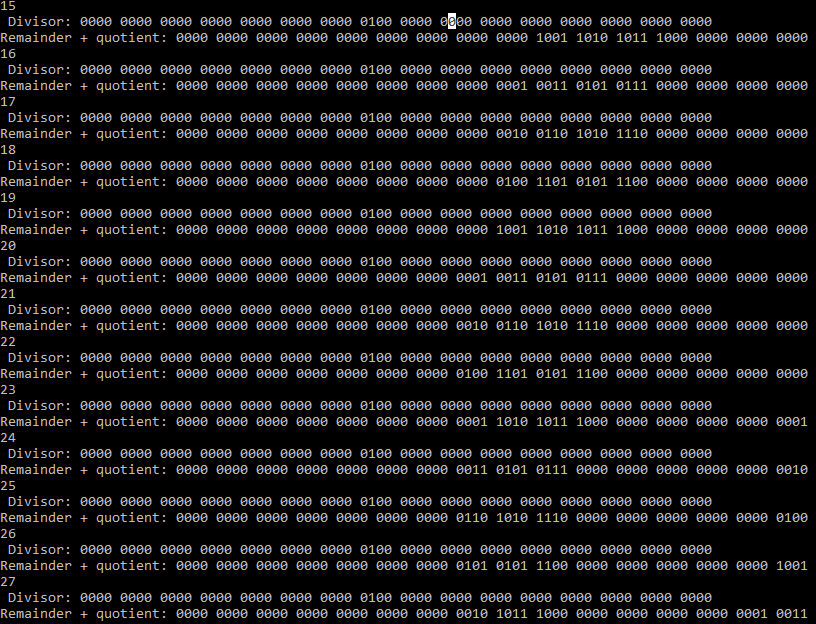 15
Divisor: 0000 0000 0000 0000 0000 0000 0000 0100 0000 0000 0000 0000 0000 0000 0000 0000
Remainder + quotient: 0000 0000 0000 0000 0000 0000 0000 0000 0000 1001 1010 1011 1000 0000 0000 0000
16
Divisor: 0000 0000 0000 0000 0000 0000 0000 0100 0000 0000 0000 0000 0000 0000 0000 0000
Remainder + quotient: 0000 0000 0000 0000 0000 0000 0000 0000 0001 0011 0101 0111 0000 0000 0000 0000
17
Divisor: 0000 0000 0000 0000 0000 0000 0000 0100 0000 0000 0000 0000 0000 0000 0000 0000
Remainder + quotient: 0000 0000 0000 0000 0000 0000 0000 0000 0010 0110 1010 1110 0000 0000 0000 0000
18
Divisor: 0000 0000 0000 0000 0000 0000 0000 0100 0000 0000 0000 0000 0000 0000 0000 0000
Remainder + quotient: 0000 0000 0000 0000 0000 0000 0000 0000 0100 1101 0101 1100 0000 0000 0000 0000
19
Divisor: 0000 0000 0000 0000 0000 0000 0000 0100 0000 0000 0000 0000 0000 0000 0000 0000
Remainder + quotient: 0000 0000 0000 0000 0000 0000 0000 0000 1001 1010 1011 1000 0000 0000 0000 0000
20
Divisor: 0000 0000 0000 0000 0000 0000 0000 0100 0000 0000 0000 0000 0000 0000 0000 0000
Remainder + quotient: 0000 0000 0000 0000 0000 0000 0000 0001 0011 0101 0111 0000 0000 0000 0000 0000
21
Divisor: 0000 0000 0000 0000 0000 0000 0000 0100 0000 0000 0000 0000 0000 0000 0000 0000
Remainder + quotient: 0000 0000 0000 0000 0000 0000 0000 0010 0110 1010 1110 0000 0000 0000 0000 0000
22
Divisor: 0000 0000 0000 0000 0000 0000 0000 0100 0000 0000 0000 0000 0000 0000 0000 0000
Remainder + quotient: 0000 0000 0000 0000 0000 0000 0000 0100 1101 0101 1100 0000 0000 0000 0000 0000
23
Divisor: 0000 0000 0000 0000 0000 0000 0000 0100 0000 0000 0000 0000 0000 0000 0000 0000
Remainder + quotient: 0000 0000 0000 0000 0000 0000 0000 0001 1010 1011 1000 0000 0000 0000 0000 0001
24
Divisor: 0000 0000 0000 0000 0000 0000 0000 0100 0000 0000 0000 0000 0000 0000 0000 0000
Remainder + quotient: 0000 0000 0000 0000 0000 0000 0000 0011 0101 0111 0000 0000 0000 0000 0000 0010
25
Divisor: 0000 0000 0000 0000 0000 0000 0000 0100 0000 0000 0000 0000 0000 0000 0000 0000
Remainder + quotient: 0000 0000 0000 0000 0000 0000 0000 0110 1010 1110 0000 0000 0000 0000 0000 0100
26
Divisor: 0000 0000 0000 0000 0000 0000 0000 0100 0000 0000 0000 0000 0000 0000 0000 0000
Remainder + quotient: 0000 0000 0000 0000 0000 0000 0000 0101 0101 1100 0000 0000 0000 0000 0000 1001
27
Divisor: 0000 0000 0000 0000 0000 0000 0000 0100 0000 0000 0000 0000 0000 0000 0000 0000
Remainder + quotient: 0000 0000 0000 0000 0000 0000 0000 0010 1011 1000 0000 0000 0000 0000 0001 0011